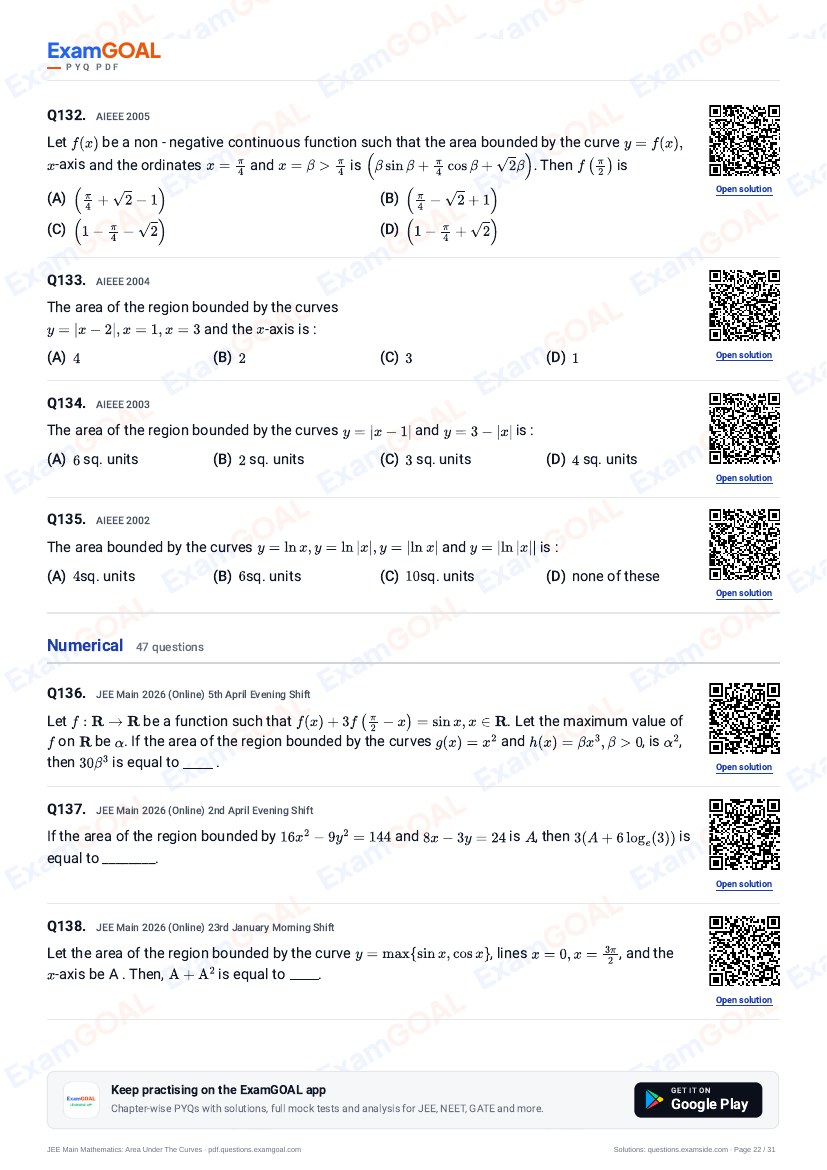 ExamGOAL
PYQ PDF
Q132. AIEEE 2005
Let f(x) be a non - negative continuous function such that the area bounded by the curve y = f(x),
x-axis and the ordinates x = π/4 and x = β > π/4 is (β sin β + π/4 cos β + √2β). Then f(π/2) is
(A) (π/4 + √2 − 1) (B) (π/4 − √2 + 1)
(C) (1 − π/4 − √2) (D) (1 − π/4 + √2)
Open solution
Q133. AIEEE 2004
The area of the region bounded by the curves
y = |x − 2|, x = 1, x = 3 and the x-axis is :
(A) 4 (B) 2 (C) 3 (D) 1
Open solution
Q134. AIEEE 2003
The area of the region bounded by the curves y = |x − 1| and y = 3 − |x| is :
(A) 6 sq. units (B) 2 sq. units (C) 3 sq. units (D) 4 sq. units
Open solution
Q135. AIEEE 2002
The area bounded by the curves y = ln x, y = ln |x|, y = |ln x| and y = |ln |x|| is :
(A) 4sq. units (B) 6sq. units (C) 10sq. units (D) none of these
Open solution
Numerical 47 questions
Q136. JEE Main 2026 (Online) 5th April Evening Shift
Let f : R → R be a function such that f(x) + 3f(π/2 − x) = sin x, x ∈ R. Let the maximum value of
f on R be α. If the area of the region bounded by the curves g(x) = x² and h(x) = βx³, β > 0, is α²,
then 30β³ is equal to ____ .
Open solution
Q137. JEE Main 2026 (Online) 2nd April Evening Shift
If the area of the region bounded by 16x² − 9y² = 144 and 8x − 3y = 24 is A, then 3(A + 6 logₑ(3)) is
equal to ________.
Open solution
Q138. JEE Main 2026 (Online) 23rd January Morning Shift
Let the area of the region bounded by the curve y = max{sin x, cos x}, lines x = 0, x = 3π/2, and the
x-axis be A . Then, A + A² is equal to ____.
Open solution
Keep practising on the ExamGOAL app
Chapter-wise PYQs with solutions, full mock tests and analysis for JEE, NEET, GATE and more.
GET IT ON
Google Play
JEE Main Mathematics: Area Under The Curves · pdf.questions.examgoal.com
Solutions: questions.examside.com · Page 22 / 31